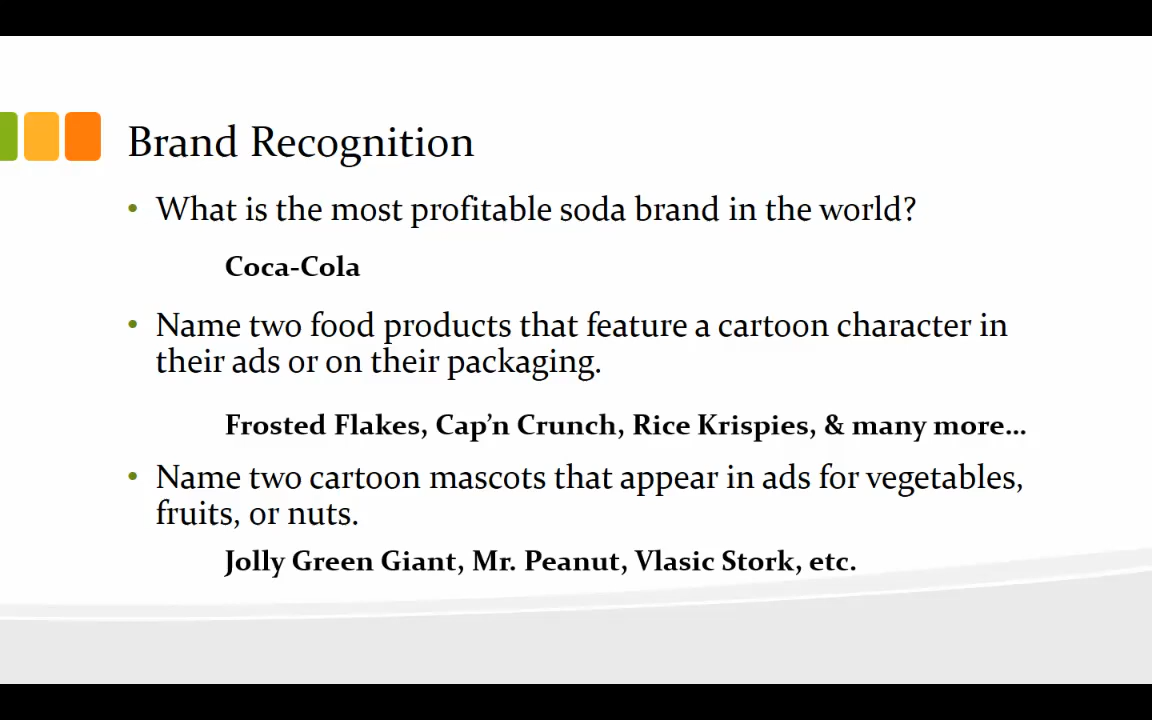 Brand Recognition
• What is the most profitable soda brand in the world?
Coca-Cola
• Name two food products that feature a cartoon character in
their ads or on their packaging.
Frosted Flakes, Cap’n Crunch, Rice Krispies, & many more…
• Name two cartoon mascots that appear in ads for vegetables,
fruits, or nuts.
Jolly Green Giant, Mr. Peanut, Vlasic Stork, etc.